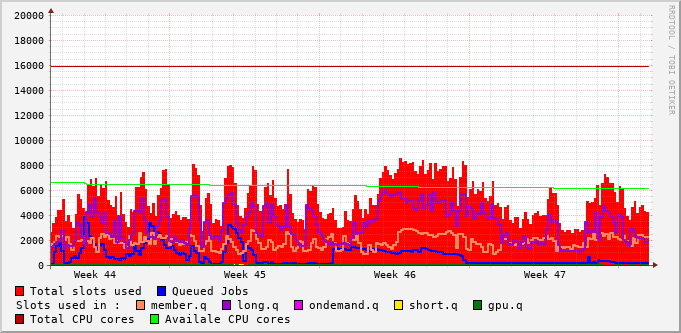 RRDTOOL / TOBI OETIKER
20000
18000
16000
14000
12000
10000
8000
6000
4000
2000
0
Week 44 Week 45 Week 46 Week 47
Total slots used Queued Jobs
Slots used in : member.q long.q ondemand.q short.q gpu.q
Total CPU cores Availale CPU cores